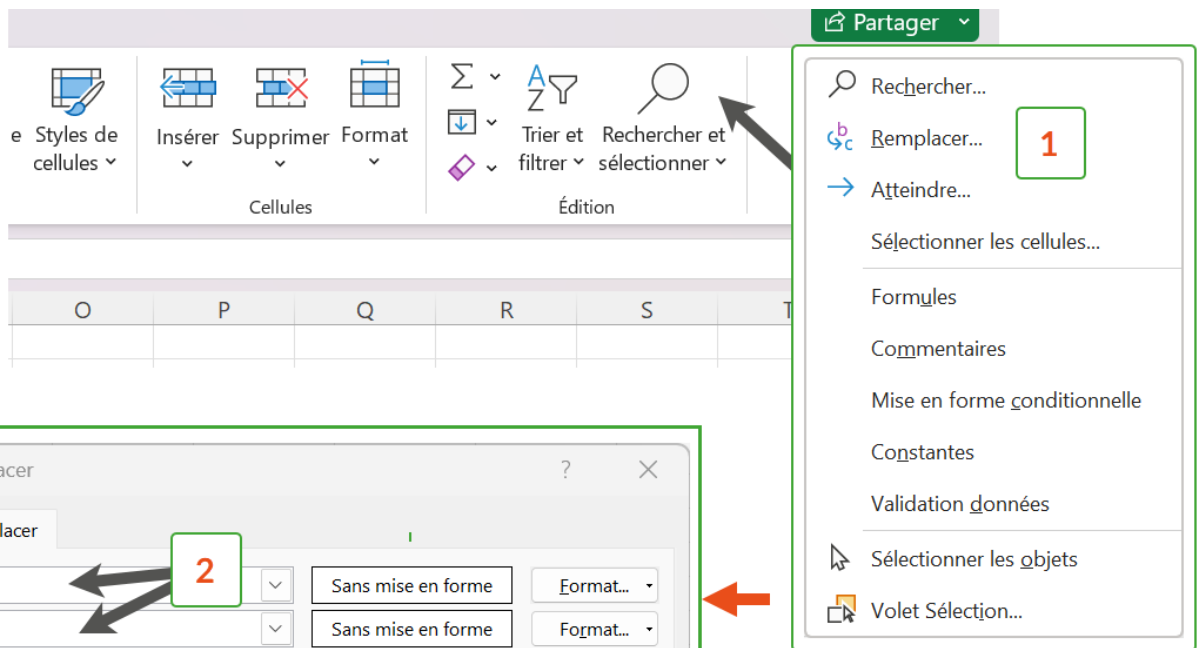 Partager
e Styles de
cellules
Insérer Supprimer Format
Trier et
filtrer
Rechercher et
sélectionner
Cellules
Édition
O P Q R S T
Rechercher...
Remplacer...
1
Atteindre...
Sélectionner les cellules...
Formules
Commentaires
Mise en forme conditionnelle
Constantes
Validation données
Sélectionner les objets
Volet Sélection...
acer ?
lacer
2
Sans mise en forme Format...
Sans mise en forme Format...